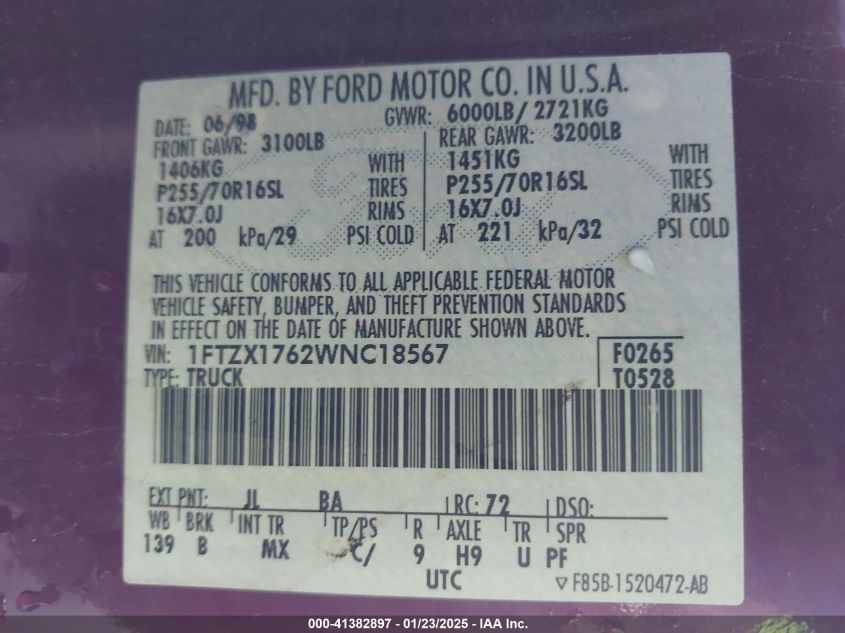 MFD. BY FORD MOTOR CO. IN U.S.A.
DATE: 06/98 GVWR: 6000LB/ 2721KG
FRONT GAWR: 3100LB REAR GAWR: 3200LB
1406KG WITH 1451KG WITH
P255/70R16SL TIRES P255/70R16SL TIRES
16X7.0J RIMS 16X7.0J RIMS
AT 200 kPa/29 PSI COLD AT 221 kPa/32 PSI COLD
THIS VEHICLE CONFORMS TO ALL APPLICABLE FEDERAL MOTOR
VEHICLE SAFETY, BUMPER, AND THEFT PREVENTION STANDARDS
IN EFFECT ON THE DATE OF MANUFACTURE SHOWN ABOVE.
VIN: 1FTZX1762WNC18567 F0265
TYPE: TRUCK T0528
EXT PNT: JL BA RC: 72 DSO:
WB BRK INT TR TP/PS R AXLE TR SPR
139 B MX C/ 9 H9 U PF
UTC ▽ F85B-1520472-AB
000-41382897 - 01/23/2025 - IAA Inc.